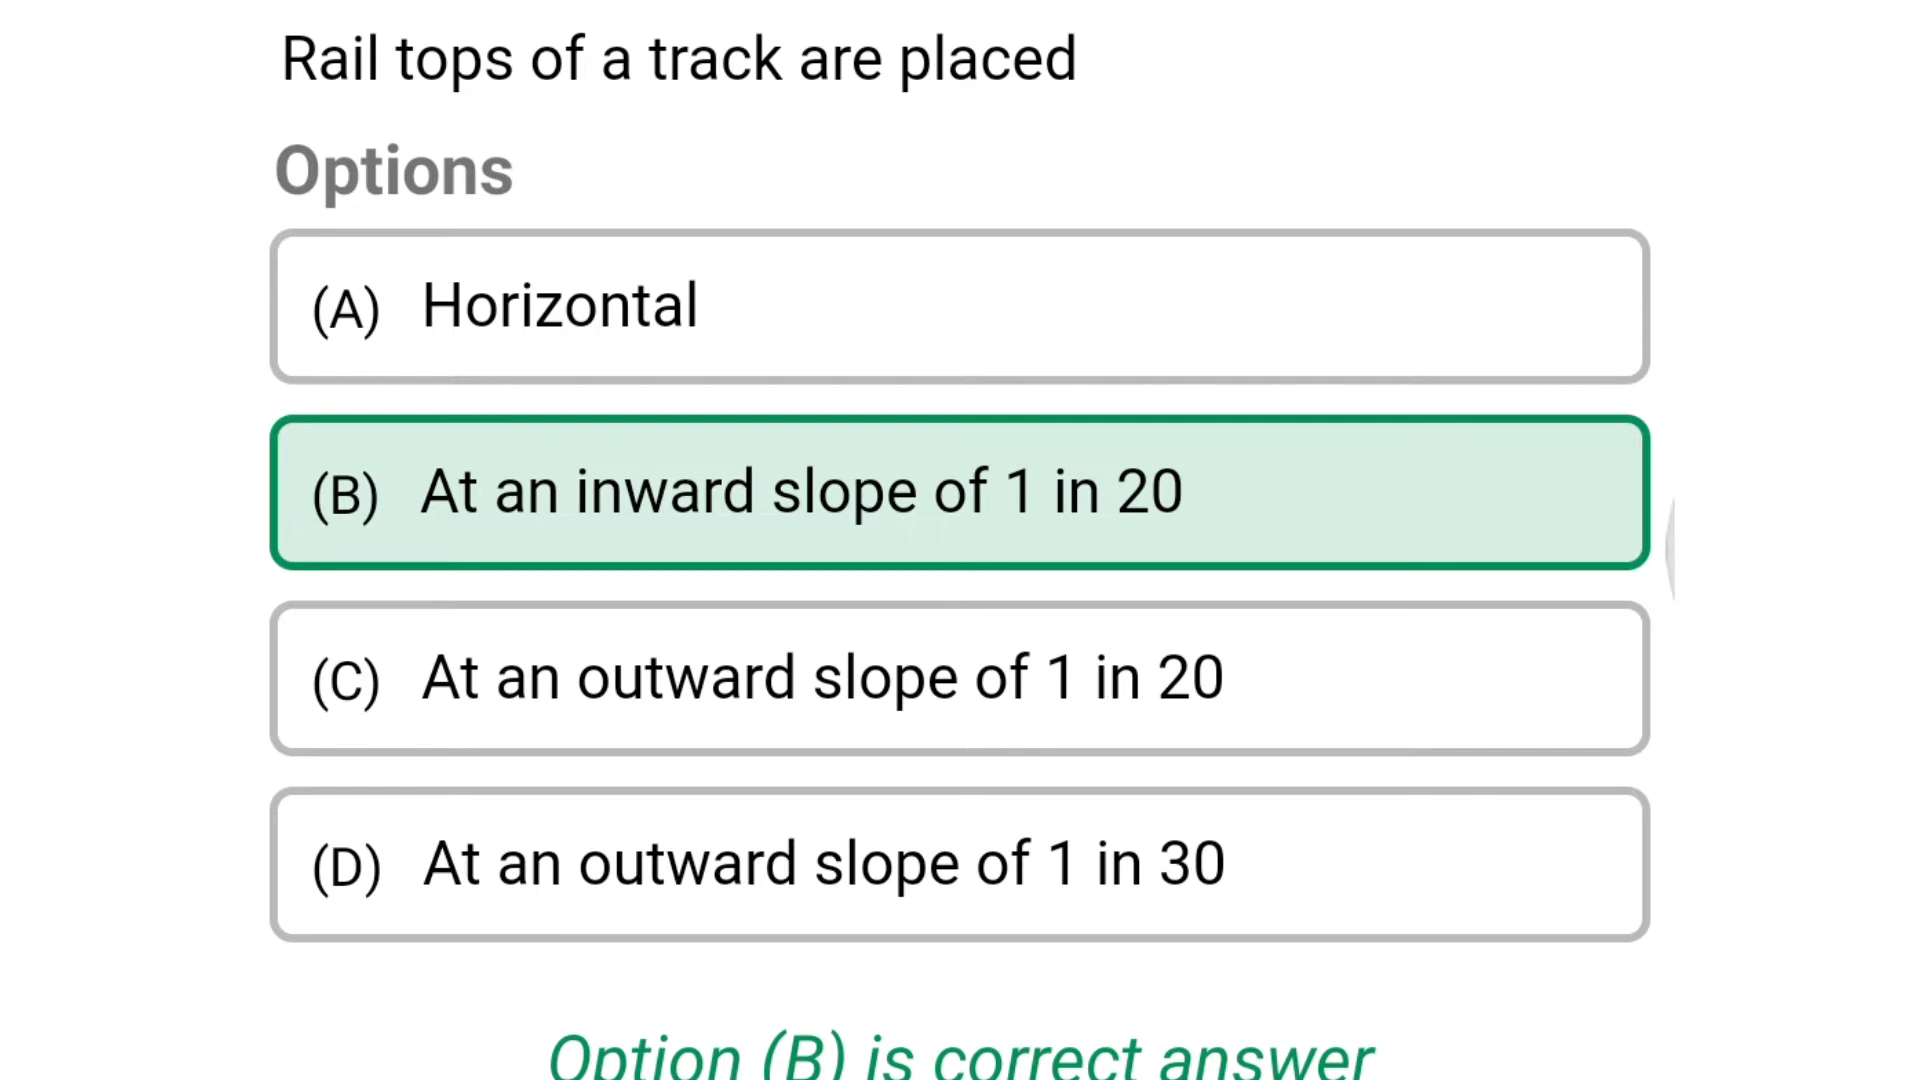 Rail tops of a track are placed
Options
(A) Horizontal
(B) At an inward slope of 1 in 20
(C) At an outward slope of 1 in 20
(D) At an outward slope of 1 in 30
Option (B) is correct answer